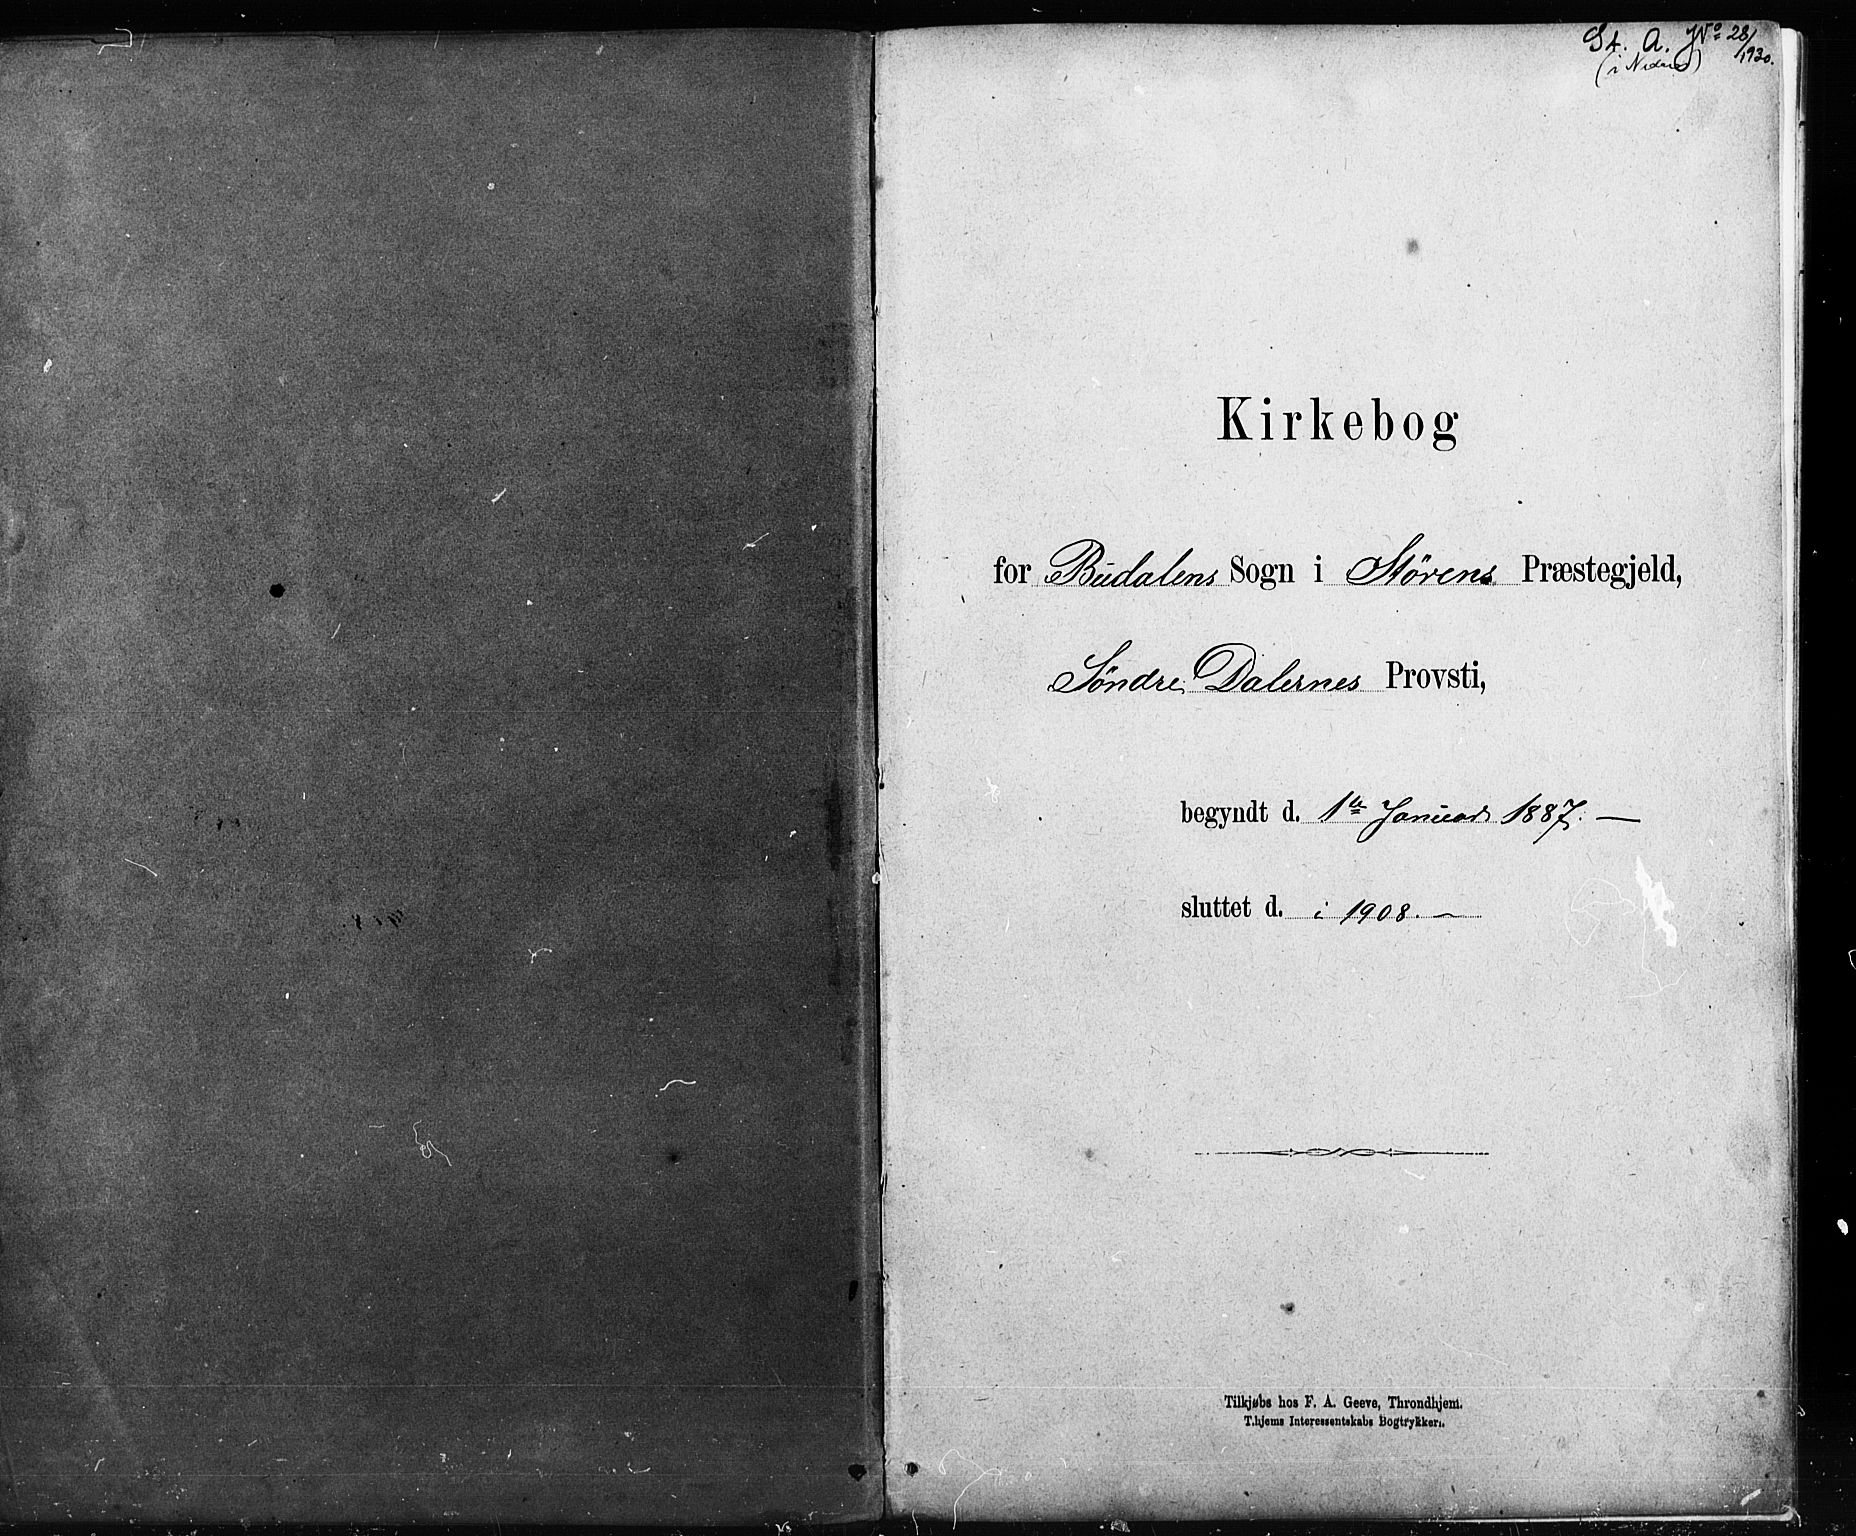 St. A. No 28/1930.
Kirkebog
for Budalens Sogn i Størens Præstegjeld,
Søndre Dalernes Provsti,
begyndt d. 1te Januar 1887. —
sluttet d. i 1908. —
Tilkjøbs hos F. A. Geeve, Throndhjem.
T.hjems Interessentskabs Bogtrykkeri.